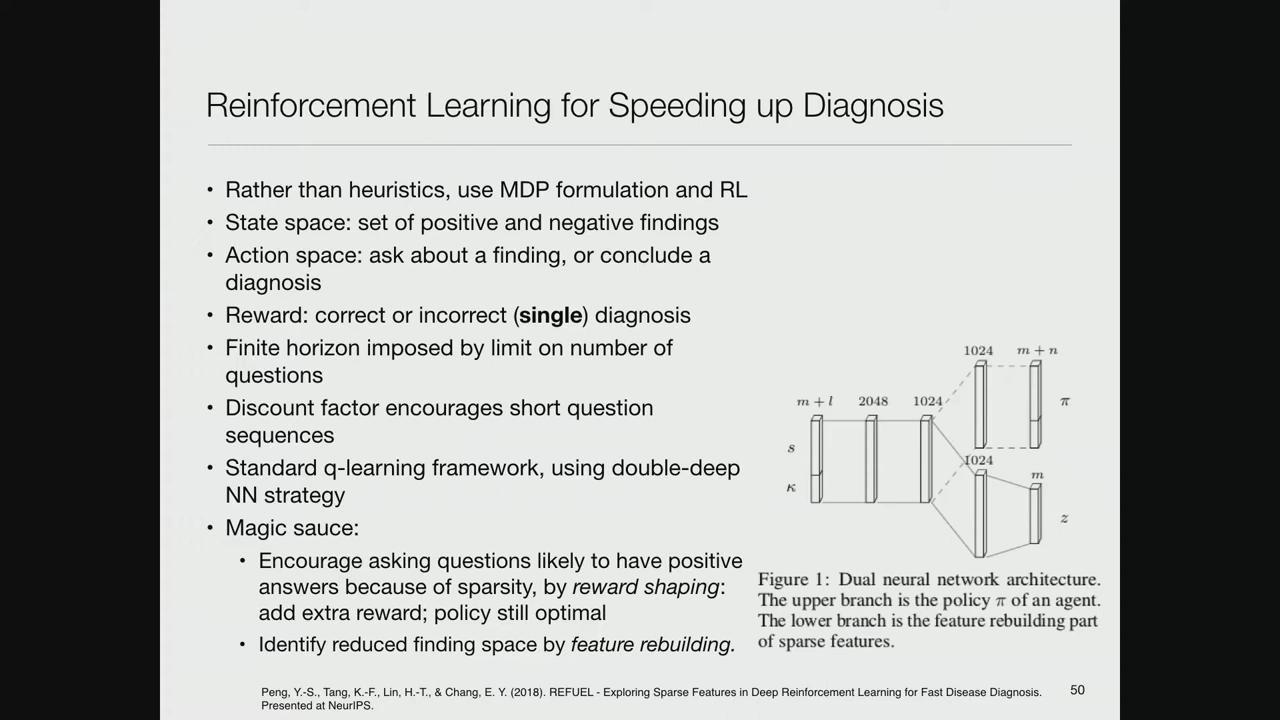 Reinforcement Learning for Speeding up Diagnosis
• Rather than heuristics, use MDP formulation and RL
• State space: set of positive and negative findings
• Action space: ask about a finding, or conclude a
diagnosis
• Reward: correct or incorrect (single) diagnosis
• Finite horizon imposed by limit on number of
questions
• Discount factor encourages short question
sequences
• Standard q-learning framework, using double-deep
NN strategy
• Magic sauce:
• Encourage asking questions likely to have positive
answers because of sparsity, by reward shaping:
add extra reward; policy still optimal
• Identify reduced finding space by feature rebuilding.
1024 m + n
m + l 2048 1024
π
s
1024
m
κ
z
Figure 1: Dual neural network architecture.
The upper branch is the policy π of an agent.
The lower branch is the feature rebuilding part
of sparse features.
Peng, Y.-S., Tang, K.-F., Lin, H.-T., & Chang, E. Y. (2018). REFUEL - Exploring Sparse Features in Deep Reinforcement Learning for Fast Disease Diagnosis.
Presented at NeurIPS.
50